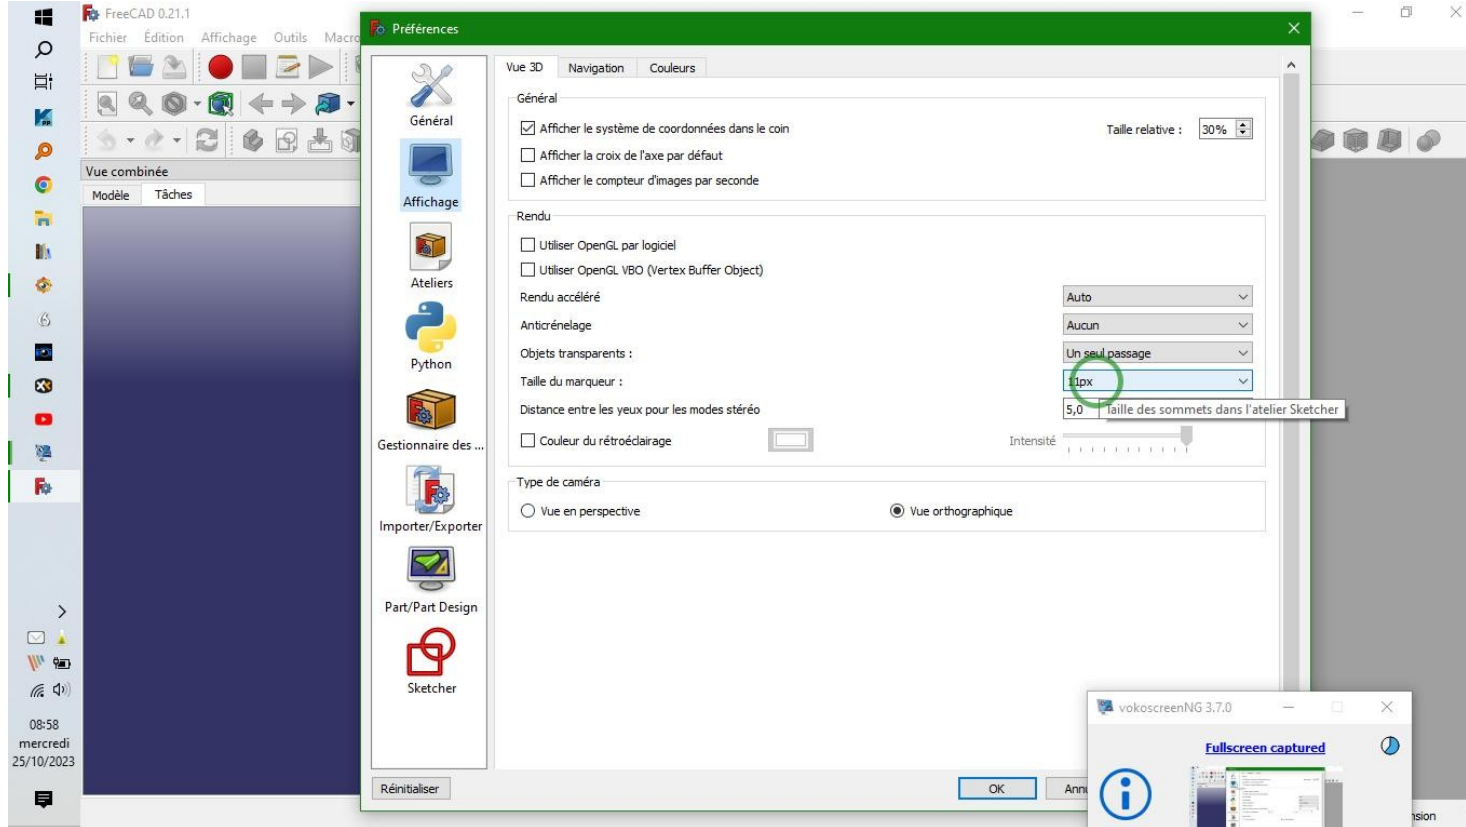 FreeCAD 0.21.1
Fichier Édition Affichage Outils Macro
Vue combinée
Modèle Tâches
Préférences
Général
Affichage
Ateliers
Python
Gestionnaire des ...
Importer/Exporter
Part/Part Design
Sketcher
Vue 3D Navigation Couleurs
Général
Afficher le système de coordonnées dans le coin Taille relative : 30%
Afficher la croix de l'axe par défaut
Afficher le compteur d'images par seconde
Rendu
Utiliser OpenGL par logiciel
Utiliser OpenGL VBO (Vertex Buffer Object)
Rendu accéléré Auto
Anticrénelage Aucun
Objets transparents : Un seul passage
Taille du marqueur : 11px
Distance entre les yeux pour les modes stéréo 5,0
Taille des sommets dans l'atelier Sketcher
Couleur du rétroéclairage Intensité
Type de caméra
Vue en perspective Vue orthographique
Réinitialiser OK
vokoscreenNG 3.7.0
Fullscreen captured
08:58
mercredi
25/10/2023